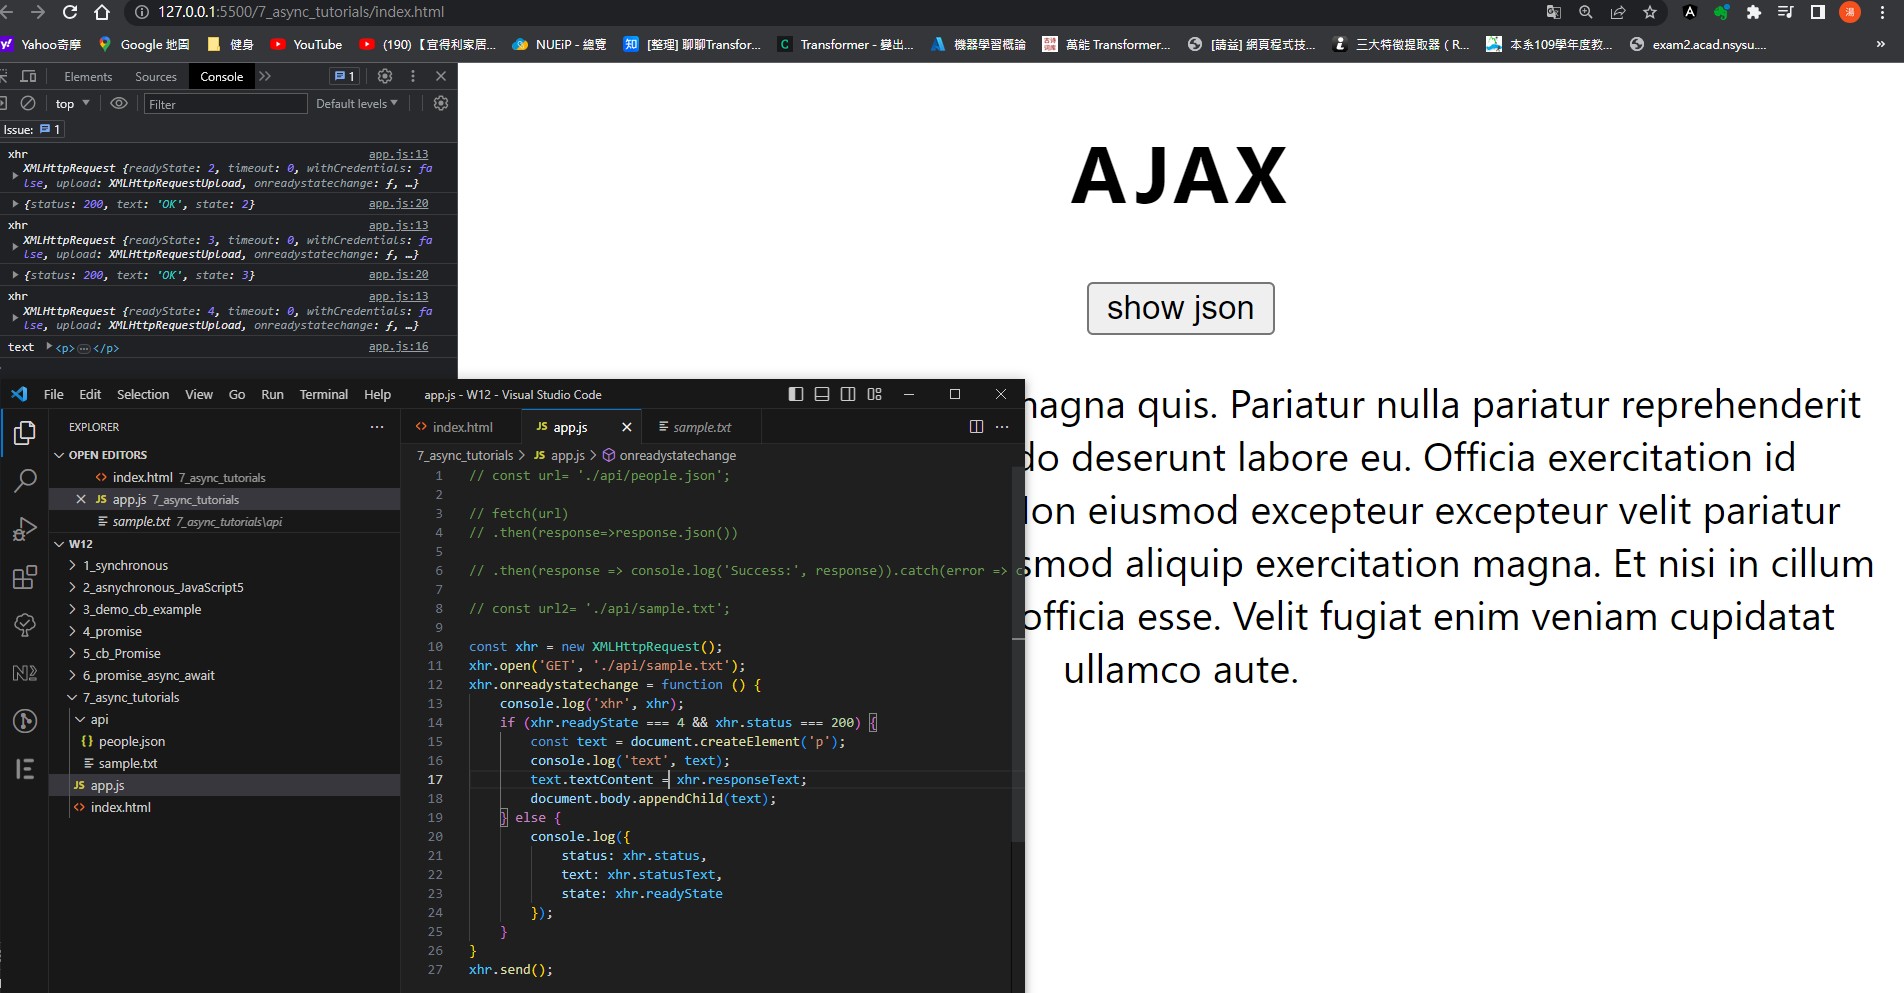 127.0.0.1:5500/7_async_tutorials/index.html
Yahoo奇摩 Google 地圖 健身 YouTube (190)【宜得利家居... NUEiP - 總覽 [整理] 聊聊Transfor... Transformer - 變出... 機器學習概論 萬能 Transformer... [請益] 網頁程式技... 三大特徵提取器 ( R... 本系109學年度教... exam2.acad.nsysu.... »
Elements Sources Console 1
top Filter Default levels
Issue: 1
xhr app.js:13
XMLHttpRequest {readyState: 2, timeout: 0, withCredentials: fa
lse, upload: XMLHttpRequestUpload, onreadystatechange: ƒ, …}
{status: 200, text: 'OK', state: 2} app.js:20
xhr app.js:13
XMLHttpRequest {readyState: 3, timeout: 0, withCredentials: fa
lse, upload: XMLHttpRequestUpload, onreadystatechange: ƒ, …}
{status: 200, text: 'OK', state: 3} app.js:20
xhr app.js:13
XMLHttpRequest {readyState: 4, timeout: 0, withCredentials: fa
lse, upload: XMLHttpRequestUpload, onreadystatechange: ƒ, …}
text <p>…</p> app.js:16
AJAX
show json
magna quis. Pariatur nulla pariatur reprehenderit
do deserunt labore eu. Officia exercitation id
eiusmod excepteur excepteur velit pariatur
aliquip exercitation magna. Et nisi in cillum
officia esse. Velit fugiat enim veniam cupidatat
ullamco aute.
File Edit Selection View Go Run Terminal Help app.js - W12 - Visual Studio Code
EXPLORER ...
OPEN EDITORS
index.html 7_async_tutorials
JS app.js 7_async_tutorials
sample.txt 7_async_tutorials\api
W12
1_synchronous
2_asnychronous_JavaScript5
3_demo_cb_example
4_promise
5_cb_Promise
6_promise_async_await
7_async_tutorials
api
{} people.json
sample.txt
JS app.js
<> index.html
<> index.html JS app.js sample.txt
7_async_tutorials > JS app.js > onreadystatechange
1 // const url= './api/people.json';
2
3 // fetch(url)
4 // .then(response=>response.json())
5
6 // .then(response => console.log('Success:', response)).catch(error => c
7
8 // const url2= './api/sample.txt';
9
10 const xhr = new XMLHttpRequest();
11 xhr.open('GET', './api/sample.txt');
12 xhr.onreadystatechange = function () {
13 console.log('xhr', xhr);
14 if (xhr.readyState === 4 && xhr.status === 200) {
15 const text = document.createElement('p');
16 console.log('text', text);
17 text.textContent = xhr.responseText;
18 document.body.appendChild(text);
19 } else {
20 console.log({
21 status: xhr.status,
22 text: xhr.statusText,
23 state: xhr.readyState
24 });
25 }
26 }
27 xhr.send();